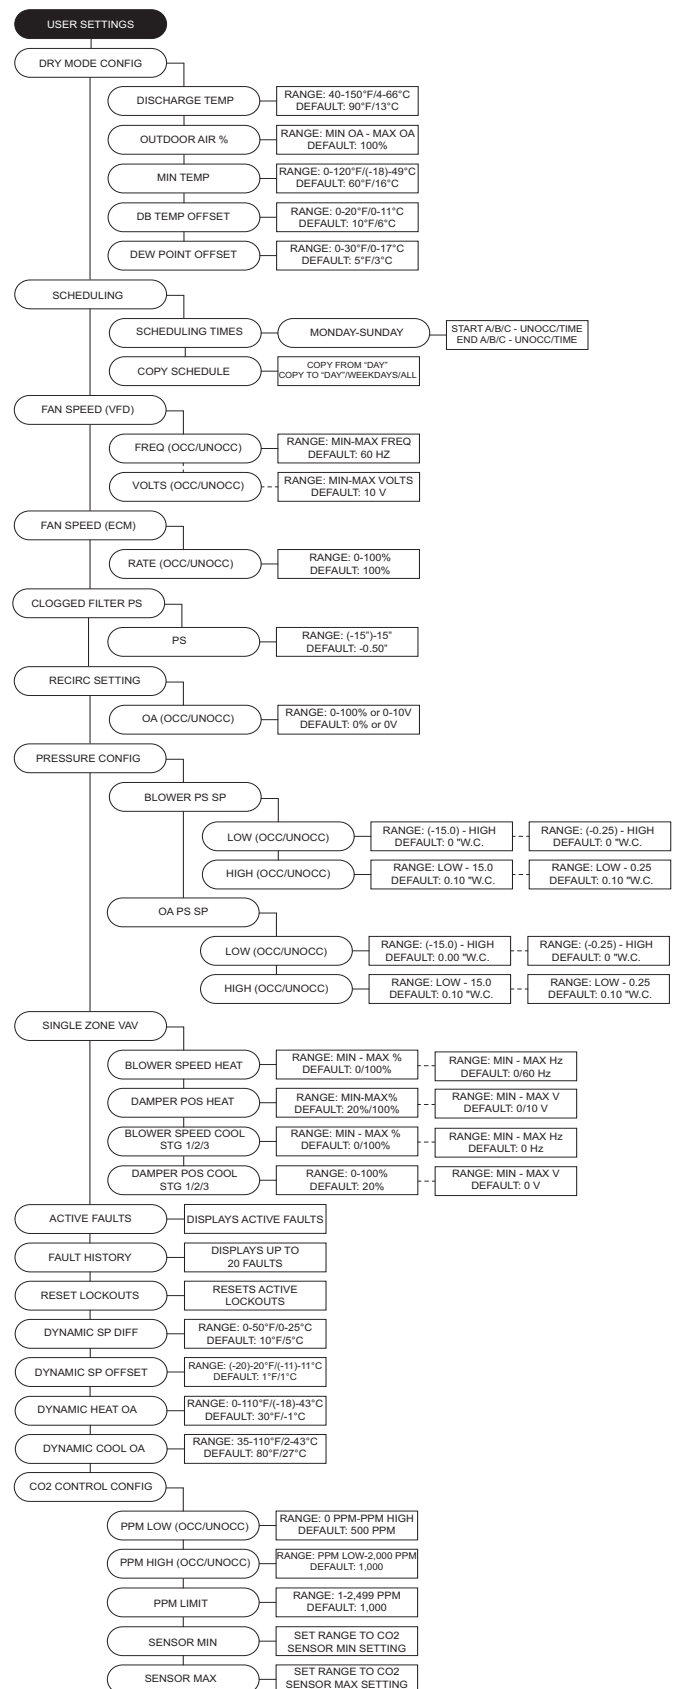 USER SETTINGS
DRY MODE CONFIG
DISCHARGE TEMP
RANGE: 40-150°F/4-66°C
DEFAULT: 90°F/13°C
OUTDOOR AIR %
RANGE: MIN OA - MAX OA
DEFAULT: 100%
MIN TEMP
RANGE: 0-120°F/(-18)-49°C
DEFAULT: 60°F/16°C
DB TEMP OFFSET
RANGE: 0-20°F/0-11°C
DEFAULT: 10°F/6°C
DEW POINT OFFSET
RANGE: 0-30°F/0-17°C
DEFAULT: 5°F/3°C
SCHEDULING
SCHEDULING TIMES
MONDAY-SUNDAY
START A/B/C - UNOCC/TIME
END A/B/C - UNOCC/TIME
COPY SCHEDULE
COPY FROM “DAY”
COPY TO “DAY”/WEEKDAYS/ALL
FAN SPEED (VFD)
FREQ (OCC/UNOCC)
RANGE: MIN-MAX FREQ
DEFAULT: 60 HZ
VOLTS (OCC/UNOCC)
RANGE: MIN-MAX VOLTS
DEFAULT: 10 V
FAN SPEED (ECM)
RATE (OCC/UNOCC)
RANGE: 0-100%
DEFAULT: 100%
CLOGGED FILTER PS
PS
RANGE: (-15”)-15”
DEFAULT: -0.50”
RECIRC SETTING
OA (OCC/UNOCC)
RANGE: 0-100% or 0-10V
DEFAULT: 0% or 0V
PRESSURE CONFIG
BLOWER PS SP
LOW (OCC/UNOCC)
RANGE: (-15.0) - HIGH
DEFAULT: 0 "W.C.
RANGE: (-0.25) - HIGH
DEFAULT: 0 "W.C.
HIGH (OCC/UNOCC)
RANGE: LOW - 15.0
DEFAULT: 0.10 "W.C.
RANGE: LOW - 0.25
DEFAULT: 0.10 "W.C.
OA PS SP
LOW (OCC/UNOCC)
RANGE: (-15.0) - HIGH
DEFAULT: 0.00 "W.C.
RANGE: (-0.25) - HIGH
DEFAULT: 0 "W.C.
HIGH (OCC/UNOCC)
RANGE: LOW - 15.0
DEFAULT: 0.10 "W.C.
RANGE: LOW - 0.25
DEFAULT: 0.10 "W.C.
SINGLE ZONE VAV
BLOWER SPEED HEAT
RANGE: MIN - MAX %
DEFAULT: 0/100%
RANGE: MIN - MAX Hz
DEFAULT: 0/60 Hz
DAMPER POS HEAT
RANGE: MIN-MAX%
DEFAULT: 20%/100%
RANGE: MIN - MAX V
DEFAULT: 0/10 V
BLOWER SPEED COOL
STG 1/2/3
RANGE: MIN - MAX %
DEFAULT: 0/100%
RANGE: MIN - MAX Hz
DEFAULT: 0 Hz
DAMPER POS COOL
STG 1/2/3
RANGE: 0-100%
DEFAULT: 20%
RANGE: MIN - MAX V
DEFAULT: 0 V
ACTIVE FAULTS
DISPLAYS ACTIVE FAULTS
FAULT HISTORY
DISPLAYS UP TO
20 FAULTS
RESET LOCKOUTS
RESETS ACTIVE
LOCKOUTS
DYNAMIC SP DIFF
RANGE: 0-50°F/0-25°C
DEFAULT: 10°F/5°C
DYNAMIC SP OFFSET
RANGE: (-20)-20°F/(-11)-11°C
DEFAULT: 1°F/1°C
DYNAMIC HEAT OA
RANGE: 0-110°F/(-18)-43°C
DEFAULT: 30°F/-1°C
DYNAMIC COOL OA
RANGE: 35-110°F/2-43°C
DEFAULT: 80°F/27°C
CO2 CONTROL CONFIG
PPM LOW (OCC/UNOCC)
RANGE: 0 PPM-PPM HIGH
DEFAULT: 500 PPM
PPM HIGH (OCC/UNOCC)
RANGE: PPM LOW-2,000 PPM
DEFAULT: 1,000
PPM LIMIT
RANGE: 1-2,499 PPM
DEFAULT: 1,000
SENSOR MIN
SET RANGE TO CO2
SENSOR MIN SETTING
SENSOR MAX
SET RANGE TO CO2
SENSOR MAX SETTING